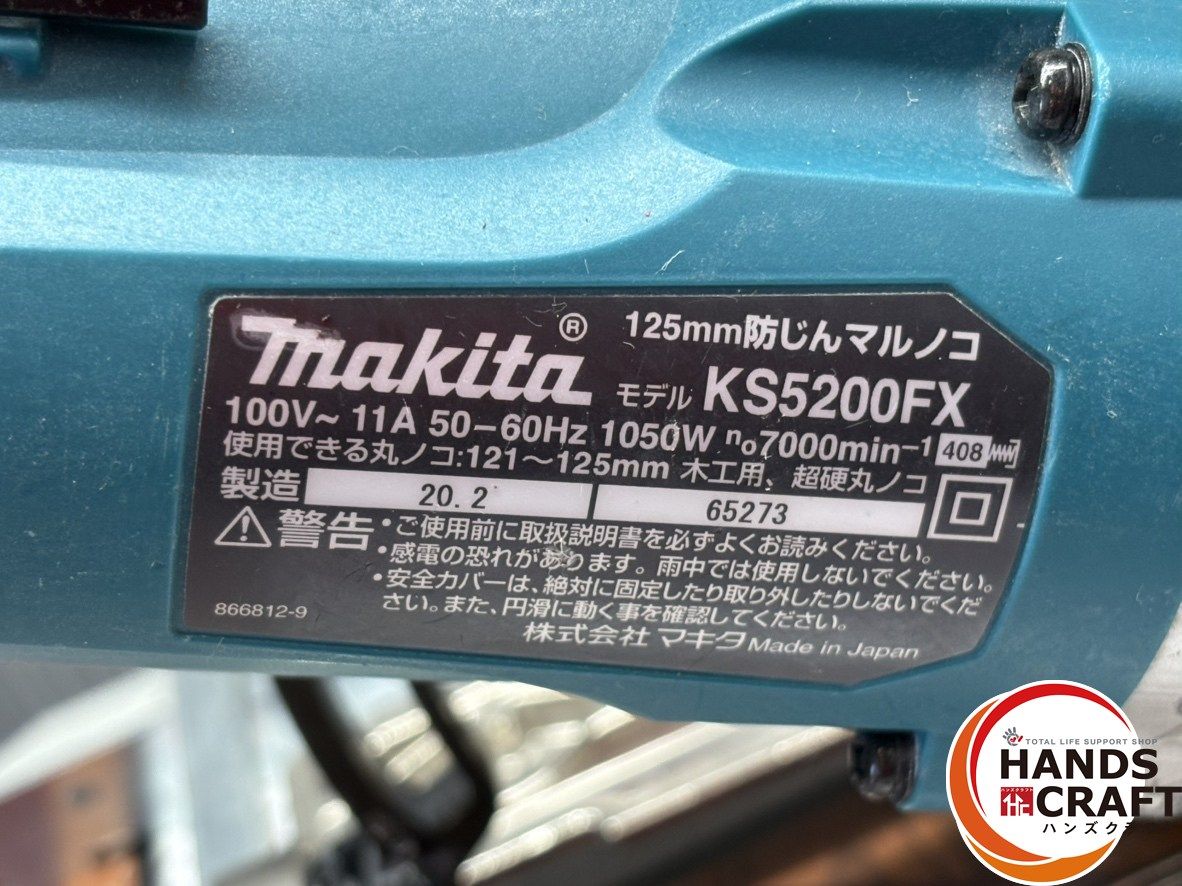 makita®
125mm防じんマルノコ
モデル KS5200FX
100V~ 11A 50-60Hz 1050W n₀7000min-1 408
使用できる丸ノコ:121~125mm 木工用、超硬丸ノコ
製造 20.2 65273
警告 •ご使用前に取扱説明書を必ずよくお読みください。
•感電の恐れがあります。雨中では使用しないでください。
•安全カバーは、絶対に固定したり取り外したりしないでくだ
さい。また、円滑に動く事を確認してください。
866812-9
株式会社 マキタ Made in Japan
TOTAL LIFE SUPPORT SHOP
HANDS
CRAFT
ハンズク